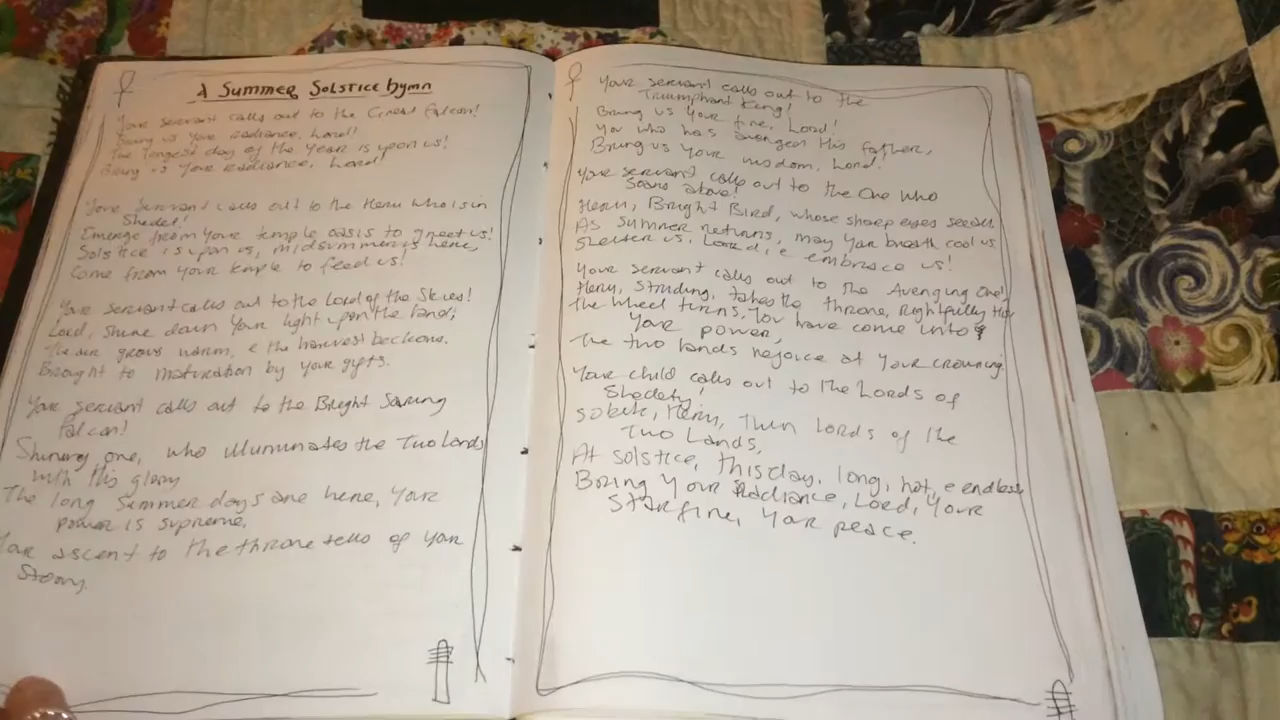 A Summer Solstice hymn
Your servant calls out to the Great Falcon!
Bring us Your radiance, Lord!
The longest day of the Year is upon us!
Bring us Your Radiance, Lord!
Your servant calls out to the Heru who is in
Shedet!
Emerge from Your temple oasis to greet us!
Solstice is upon us, midsummer is here,
Come from Your temple to feed us!
Your servant calls out to the Lord of the Skies!
Lord, shine down Your light upon the land;
The air grows warm, & the harvest beckons.
Brought to maturation by your gifts.
Your servant calls out to the Bright Soaring
Falcon!
Shining one, who illuminates the Two Lands
with His glory
The long Summer days are here, Your
power is supreme,
Your ascent to the throne tells of Your
Story.
Your servant calls out to the
Triumphant King!
Bring us Your fire, Lord!
You who has avenged His father,
Bring us Your wisdom, Lord!
Your servant calls out to the One who
Soars above!
Heru, Bright Bird, whose sharp eyes see
As summer returns, may Your breath cool us
Shelter us, Lord, & embrace us!
Your servant calls out to the Avenging One!
Heru, Striding, takes the throne, Rightfully His
The Wheel turns, You have come into
Your power,
The two lands rejoice at Your crowning.
Your child calls out to the Lords of
Shedety,
Sobek, Heru, Twin Lords of the
Two Lands,
At solstice, this day, long, hot, & endless,
Bring Your Radiance, Lord, Your
Starfire, Your peace.